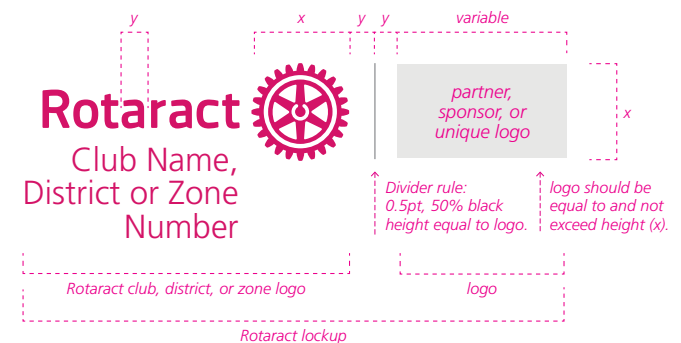 y x y y variable
Rotaract
Club Name,
District or Zone
Number
partner,
sponsor, or
unique logo
x
Divider rule:
0.5pt, 50% black
height equal to logo.
logo should be
equal to and not
exceed height (x).
Rotaract club, district, or zone logo
logo
Rotaract lockup